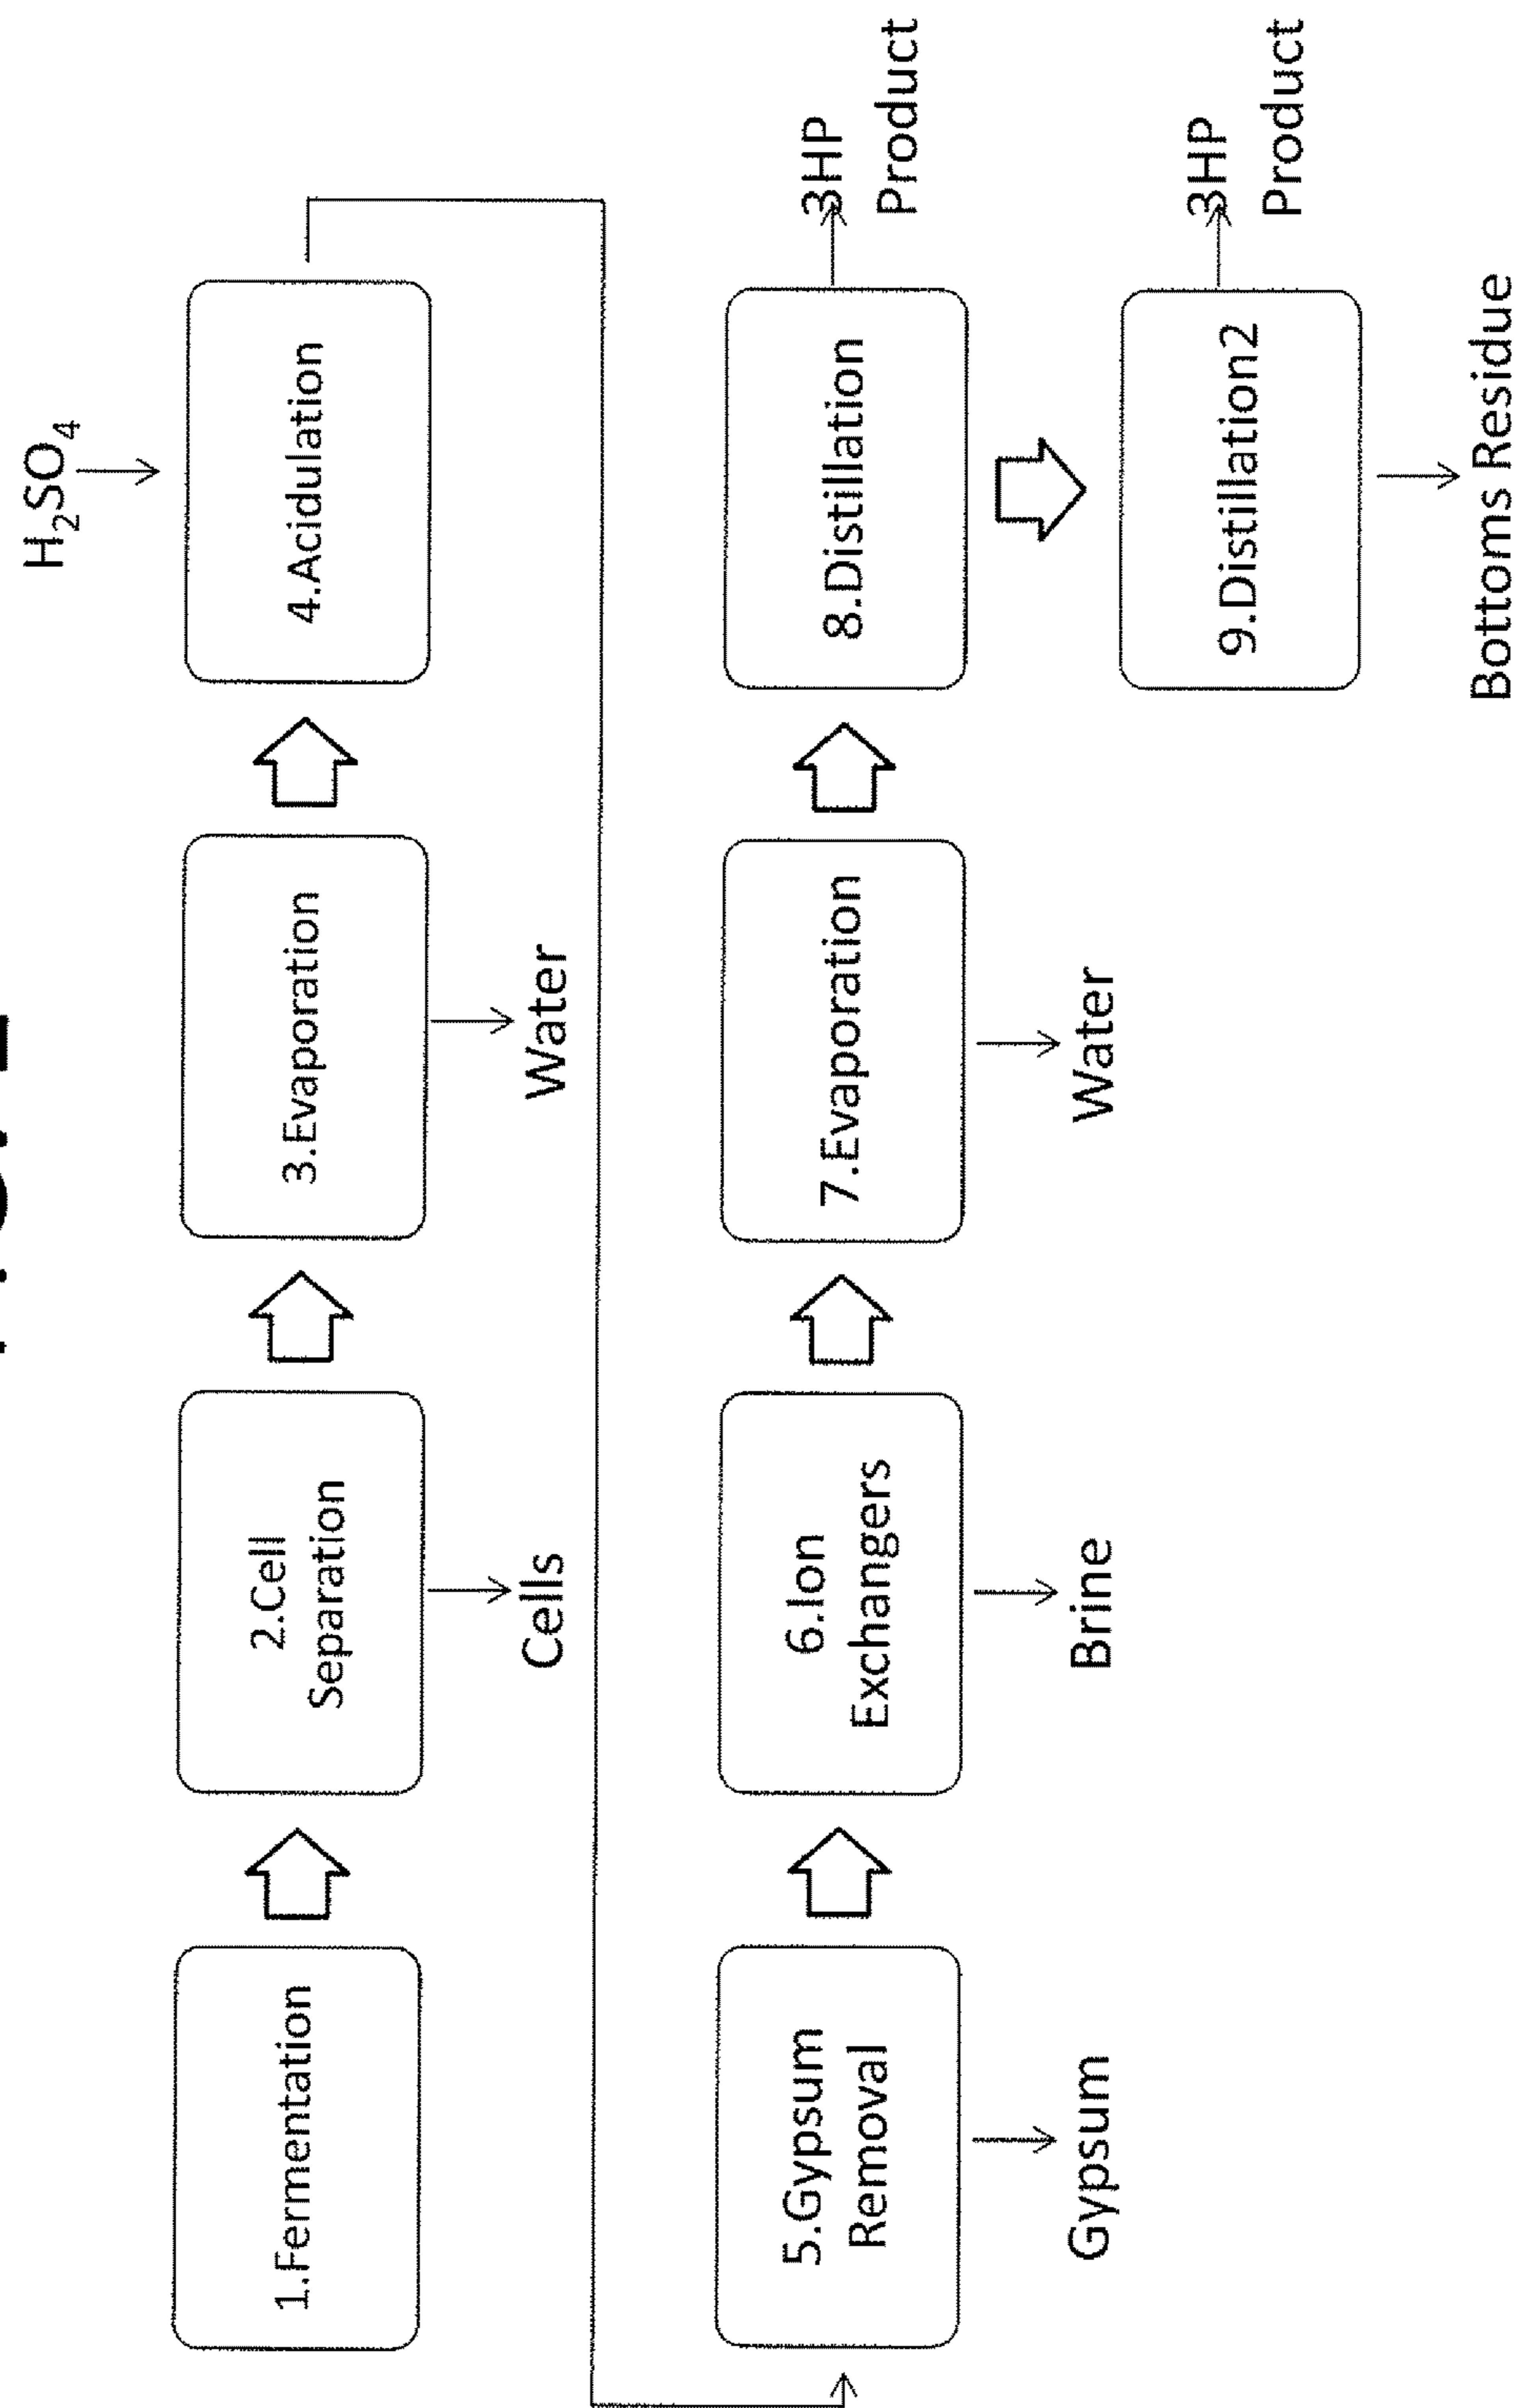 H₂SO₄
1.Fermentation
2.Cell
Separation
3.Evaporation
4.Acidulation
Cells
Water
5.Gypsum
Removal
6.Ion
Exchangers
7.Evaporation
8.Distillation
3HP
Product
Gypsum
Brine
Water
9.Distillation2
3HP
Product
Bottoms Residue